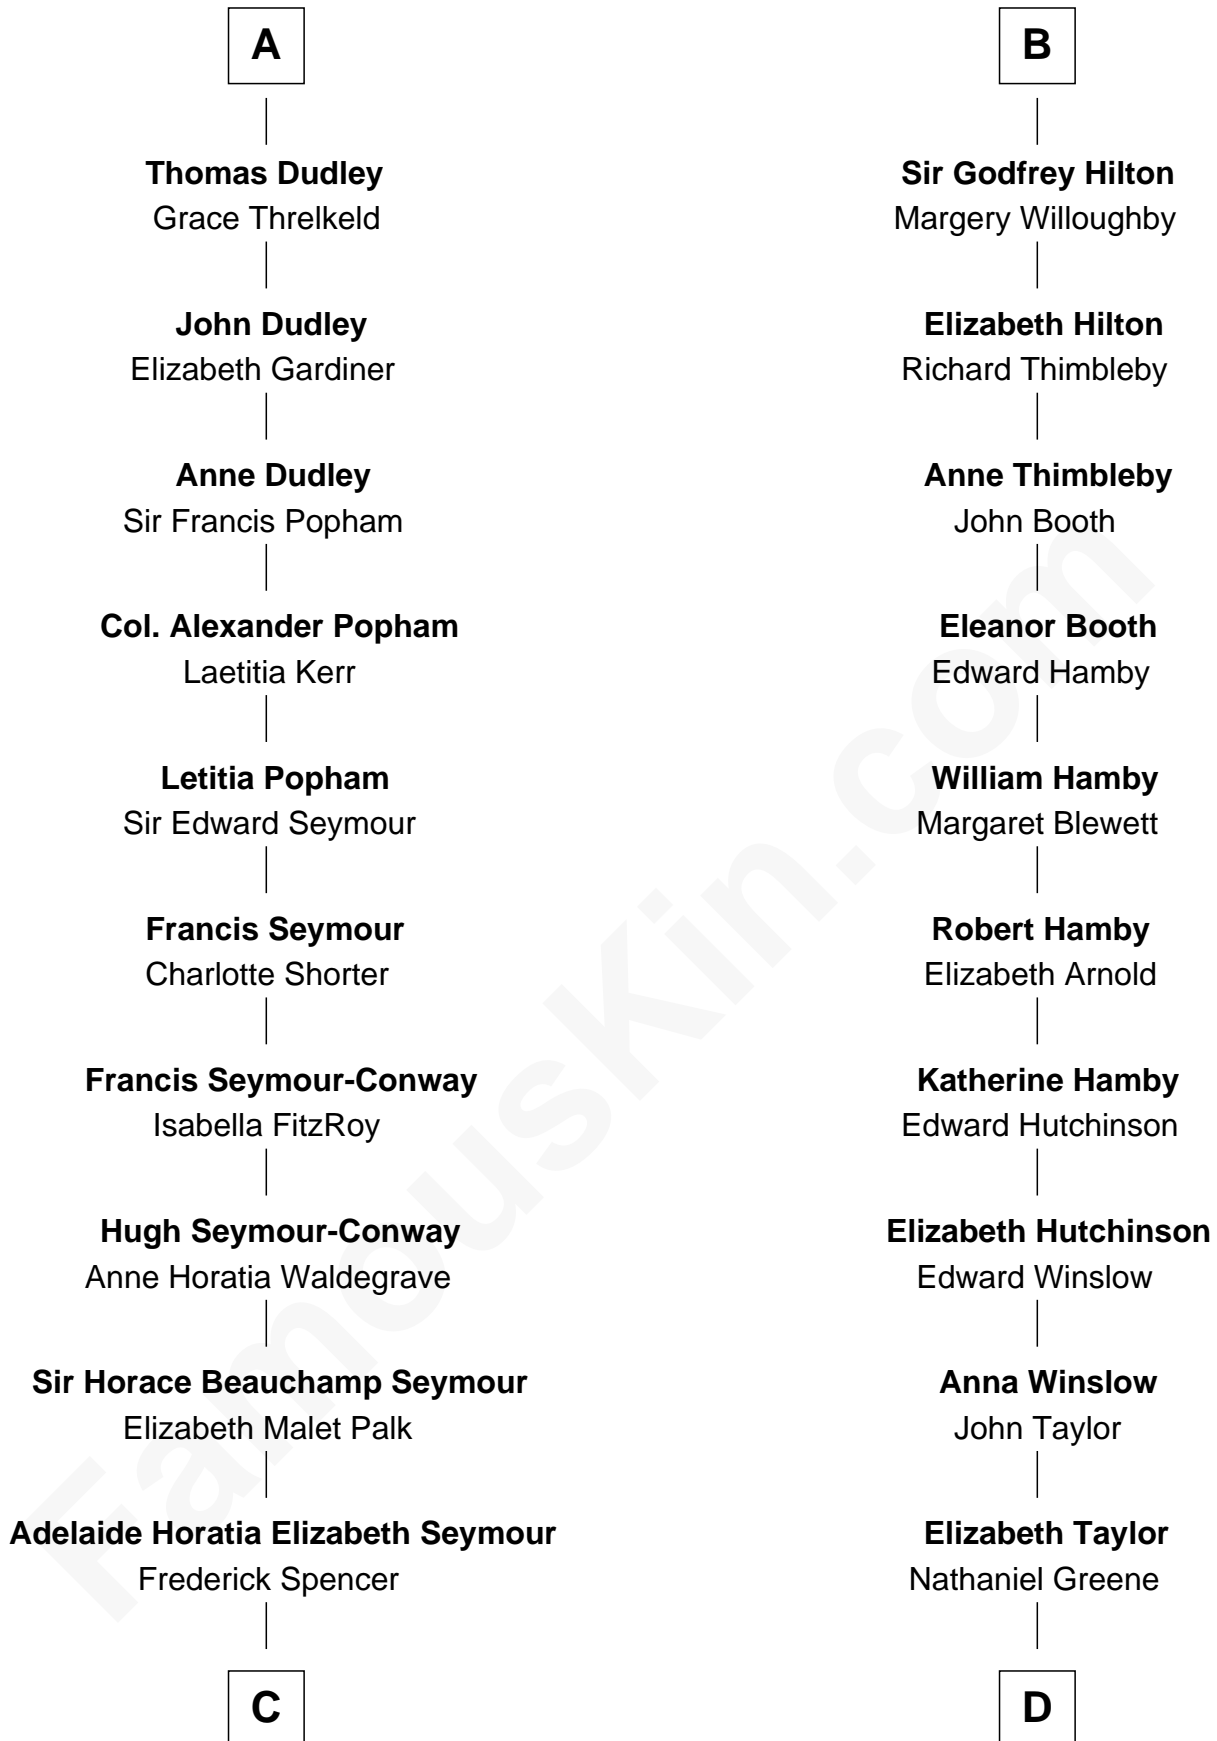 A
Thomas Dudley
Grace Threlkeld
John Dudley
Elizabeth Gardiner
Anne Dudley
Sir Francis Popham
Col. Alexander Popham
Laetitia Kerr
Letitia Popham
Sir Edward Seymour
Francis Seymour
Charlotte Shorter
Francis Seymour-Conway
Isabella FitzRoy
Hugh Seymour-Conway
Anne Horatia Waldegrave
Sir Horace Beauchamp Seymour
Elizabeth Malet Palk
Adelaide Horatia Elizabeth Seymour
Frederick Spencer
C
B
Sir Godfrey Hilton
Margery Willoughby
Elizabeth Hilton
Richard Thimbleby
Anne Thimbleby
John Booth
Eleanor Booth
Edward Hamby
William Hamby
Margaret Blewett
Robert Hamby
Elizabeth Arnold
Katherine Hamby
Edward Hutchinson
Elizabeth Hutchinson
Edward Winslow
Anna Winslow
John Taylor
Elizabeth Taylor
Nathaniel Greene
D
FamousKin.com